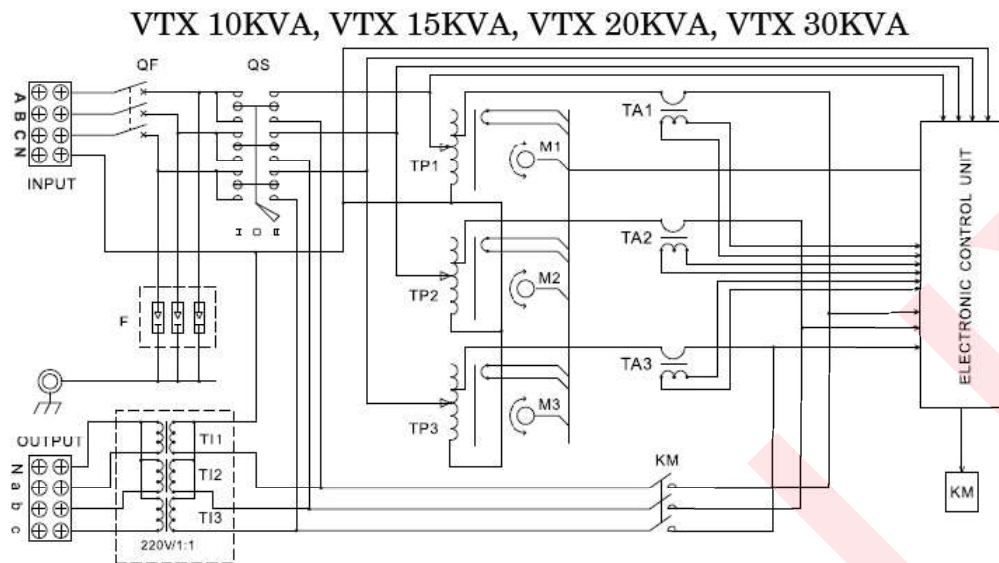 VTX 10KVA, VTX 15KVA, VTX 20KVA, VTX 30KVA
QF
QS
A
B
C
N
INPUT
TP1
M1
TA1
TP2
M2
TA2
TP3
M3
TA3
ELECTRONIC CONTROL UNIT
I O II
F
OUTPUT
N
a
b
c
TI1
TI2
TI3
220V/1:1
KM
KM